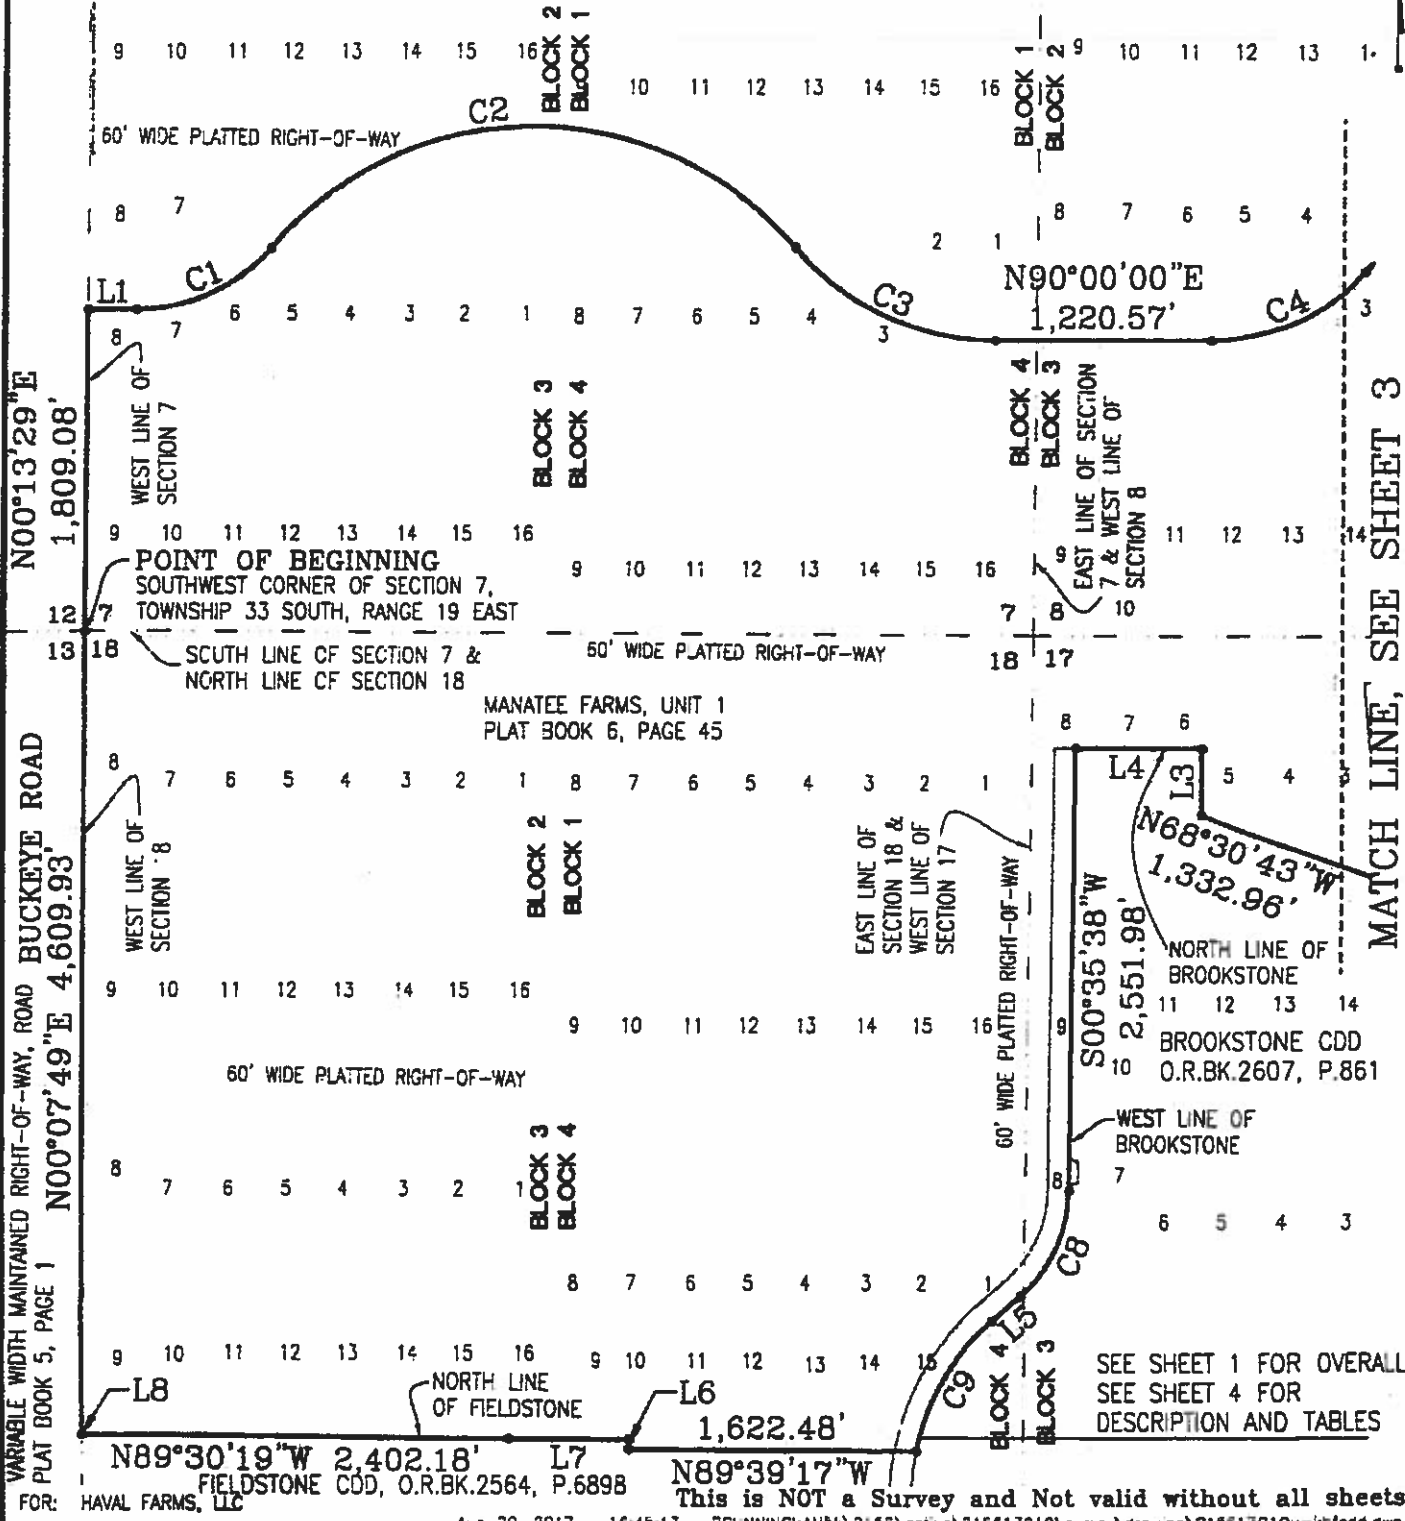 9 10 11 12 13 14 15 16
BLOCK 2
BLOCK 1
10 11 12 13 14 15 16
BLOCK 1
BLOCK 2
9 10 11 12 13
60' WIDE PLATTED RIGHT-OF-WAY
C2
8 7
2 1
8 7 6 5 4
N90°00'00"E
1,220.57'
L1
C1
C3
C4
8 7 6 5 4 3 2 1 8 7 6 5 4 3
3
N00°13'29"E
1,809.08'
WEST LINE OF
SECTION 7
BLOCK 3
BLOCK 4
BLOCK 4
BLOCK 3
EAST LINE OF SECTION
7 & WEST LINE OF
SECTION 8
MATCH LINE, SEE SHEET 3
9 10 11 12 13 14 15 16
9 10 11 12 13 14 15 16
9 10 11 12 13 14
POINT OF BEGINNING
SOUTHWEST CORNER OF SECTION 7,
TOWNSHIP 33 SOUTH, RANGE 19 EAST
12 7
13 18
7 8
18 17
SCUTH LINE CF SECTION 7 &
NORTH LINE CF SECTION 18
60' WIDE PLATTED RIGHT-OF-WAY
MANATEE FARMS, UNIT 1
PLAT BOOK 6, PAGE 45
8 7 6 5 4 3 2 1 8 7 6 5 4 3 2 1
8 7 6
5 4 3
L4
L3
N68°30'43"W
1,332.96'
VARIABLE WIDTH MAINTAINED RIGHT-OF-WAY, ROAD BUCKEYE ROAD
PLAT BOOK 5, PAGE 1 N00°07'49"E 4,609.93'
WEST LINE OF
SECTION 18
BLOCK 2
BLOCK 1
EAST LINE OF
SECTION 18 &
WEST LINE OF
SECTION 17
60' WIDE PLATTED RIGHT-OF-WAY
S00°35'38"W
2,551.98'
NORTH LINE OF
BROOKSTONE
9 10 11 12 13 14 15 16
9 10 11 12 13 14 15 16
9 10 11 12 13 14
BROOKSTONE CDD
O.R.BK.2607, P.861
60' WIDE PLATTED RIGHT-OF-WAY
WEST LINE OF
BROOKSTONE
BLOCK 3
BLOCK 4
8 7 6 5 4 3 2 1
8 7 6 5 4 3 2 1
8 7 6 5 4 3
C8
L5
C9
BLOCK 4
BLOCK 3
9 10 11 12 13 14 15 16
9 10 11 12 13 14 15
SEE SHEET 1 FOR OVERALL
SEE SHEET 4 FOR
DESCRIPTION AND TABLES
L8
NORTH LINE
OF FIELDSTONE
L6
1,622.48'
N89°30'19"W 2,402.18' L7
N89°39'17"W
FIELDSTONE CDD, O.R.BK.2564, P.6898
FOR: HAVAL FARMS, LLC
This is NOT a Survey and Not valid without all sheets